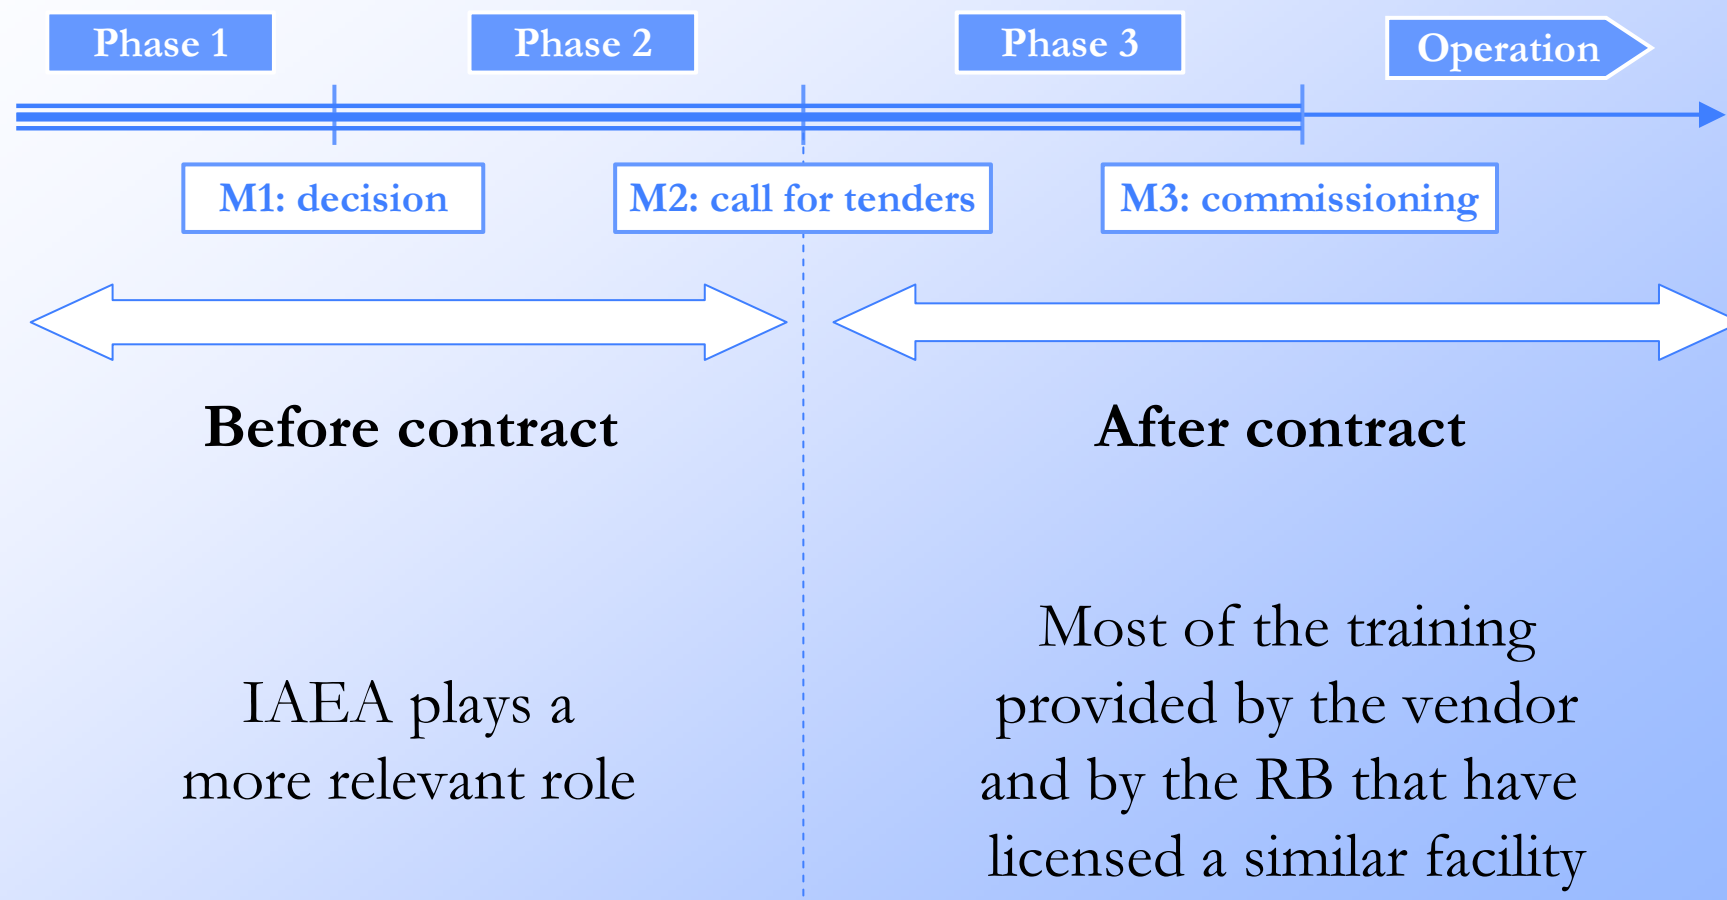 Phase 1
Phase 2
Phase 3
Operation
M1: decision
M2: call for tenders
M3: commissioning
Before contract
After contract
IAEA plays a
more relevant role
Most of the training
provided by the vendor
and by the RB that have
licensed a similar facility